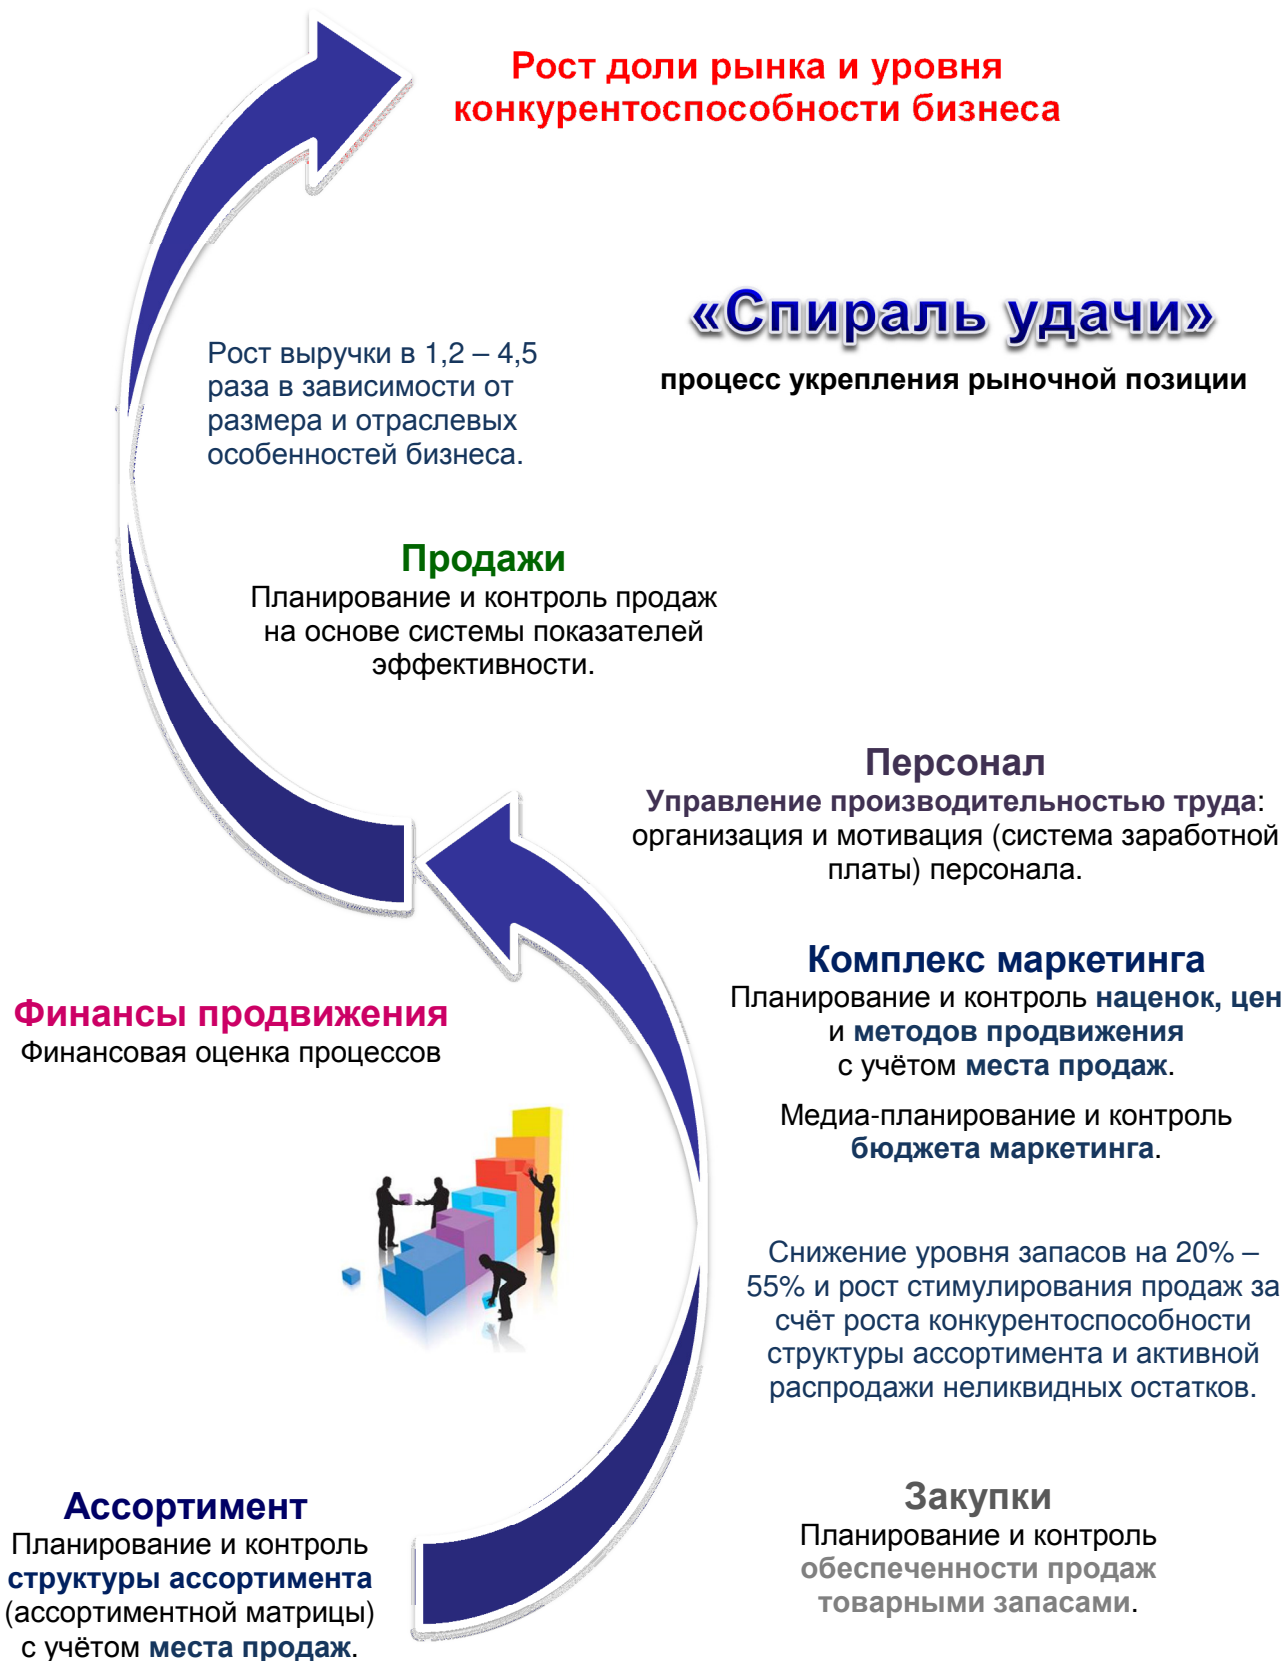 Рост доли рынка и уровня
конкурентоспособности бизнеса
«Спираль удачи»
процесс укрепления рыночной позиции
Рост выручки в 1,2 – 4,5
раза в зависимости от
размера и отраслевых
особенностей бизнеса.
Продажи
Планирование и контроль продаж
на основе системы показателей
эффективности.
Персонал
Управление производительностью труда:
организация и мотивация (система заработной
платы) персонала.
Комплекс маркетинга
Планирование и контроль наценок, цен
и методов продвижения
с учётом места продаж.
Медиа-планирование и контроль
бюджета маркетинга.
Финансы продвижения
Финансовая оценка процессов
Снижение уровня запасов на 20% –
55% и рост стимулирования продаж за
счёт роста конкурентоспособности
структуры ассортимента и активной
распродажи неликвидных остатков.
Ассортимент
Планирование и контроль
структуры ассортимента
(ассортиментной матрицы)
с учётом места продаж.
Закупки
Планирование и контроль
обеспеченности продаж
товарными запасами.